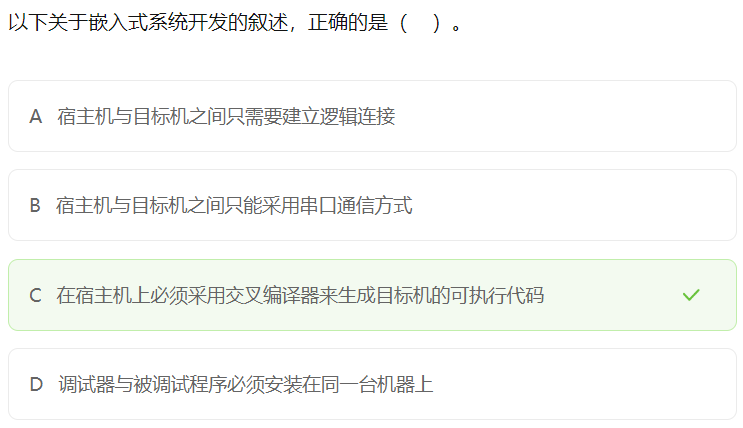 以下关于嵌入式系统开发的叙述，正确的是（    ）。
A 宿主机与目标机之间只需要建立逻辑连接
B 宿主机与目标机之间只能采用串口通信方式
C 在宿主机上必须采用交叉编译器来生成目标机的可执行代码
D 调试器与被调试程序必须安装在同一台机器上